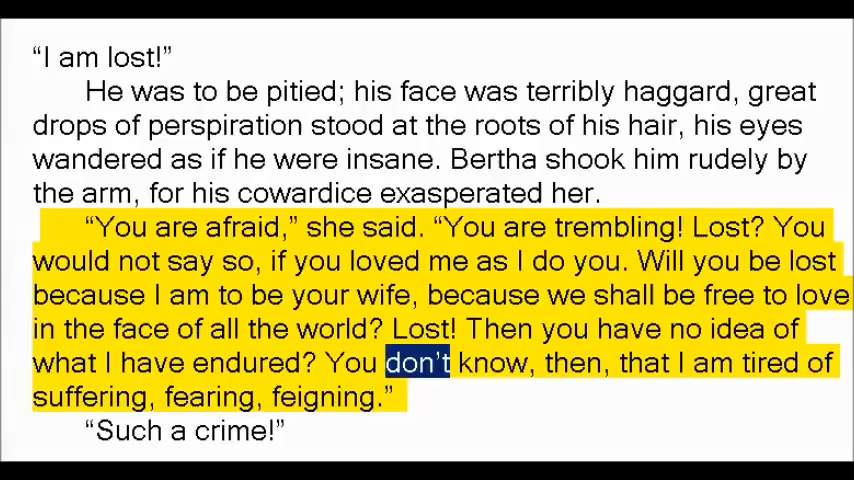 “I am lost!”
He was to be pitied; his face was terribly haggard, great
drops of perspiration stood at the roots of his hair, his eyes
wandered as if he were insane. Bertha shook him rudely by
the arm, for his cowardice exasperated her.
“You are afraid,” she said. “You are trembling! Lost? You
would not say so, if you loved me as I do you. Will you be lost
because I am to be your wife, because we shall be free to love
in the face of all the world? Lost! Then you have no idea of
what I have endured? You don’t know, then, that I am tired of
suffering, fearing, feigning.”
“Such a crime!”